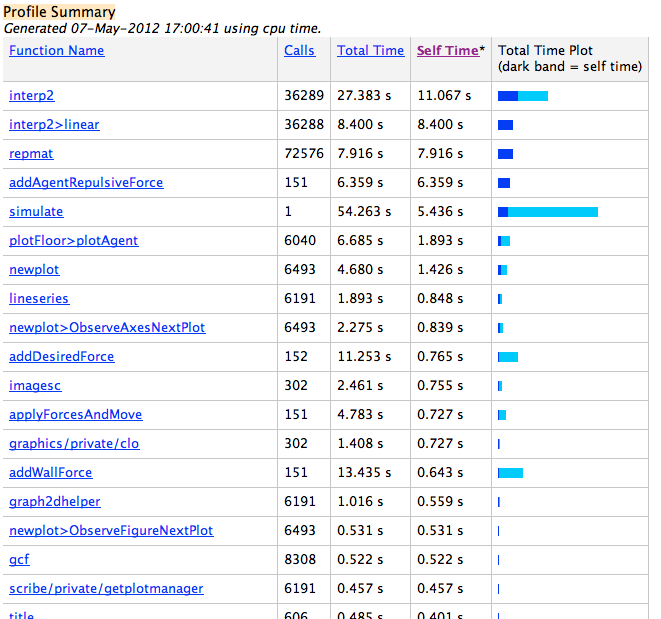 Profile Summary
Generated 07-May-2012 17:00:41 using cpu time.
Function Name Calls Total Time Self Time* Total Time Plot
(dark band = self time)
interp2 36289 27.383 s 11.067 s
interp2>linear 36288 8.400 s 8.400 s
repmat 72576 7.916 s 7.916 s
addAgentRepulsiveForce 151 6.359 s 6.359 s
simulate 1 54.263 s 5.436 s
plotFloor>plotAgent 6040 6.685 s 1.893 s
newplot 6493 4.680 s 1.426 s
lineseries 6191 1.893 s 0.848 s
newplot>ObserveAxesNextPlot 6493 2.275 s 0.839 s
addDesiredForce 152 11.253 s 0.765 s
imagesc 302 2.461 s 0.755 s
applyForcesAndMove 151 4.783 s 0.727 s
graphics/private/clo 302 1.408 s 0.727 s
addWallForce 151 13.435 s 0.643 s
graph2dhelper 6191 1.016 s 0.559 s
newplot>ObserveFigureNextPlot 6493 0.531 s 0.531 s
gcf 8308 0.522 s 0.522 s
scribe/private/getplotmanager 6191 0.457 s 0.457 s
title 606 0.485 s 0.401 s